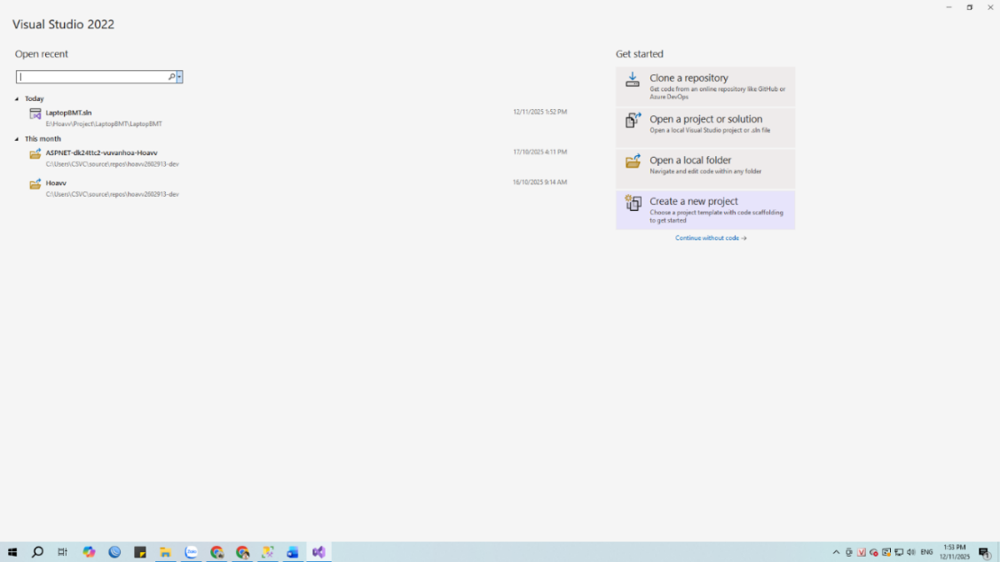 Visual Studio 2022
Open recent
Today
LaptopBMT.sln
12/11/2025 1:52 PM
E:\Hoavv\Project\LaptopBMT\LaptopBMT
This month
ASPNET-dk24ttc2-vuvanhoa-Hoavv
17/10/2025 4:11 PM
C:\Users\CSVC\source\repos\hoavv2602913-dev
Hoavv
16/10/2025 9:14 AM
C:\Users\CSVC\source\repos\hoavv2602913-dev
Get started
Clone a repository
Get code from an online repository like GitHub or
Azure DevOps
Open a project or solution
Open a local Visual Studio project or .sln file
Open a local folder
Navigate and edit code within any folder
Create a new project
Choose a project template with code scaffolding
to get started
Continue without code →
Zalo
ENG
1:53 PM
12/11/2025